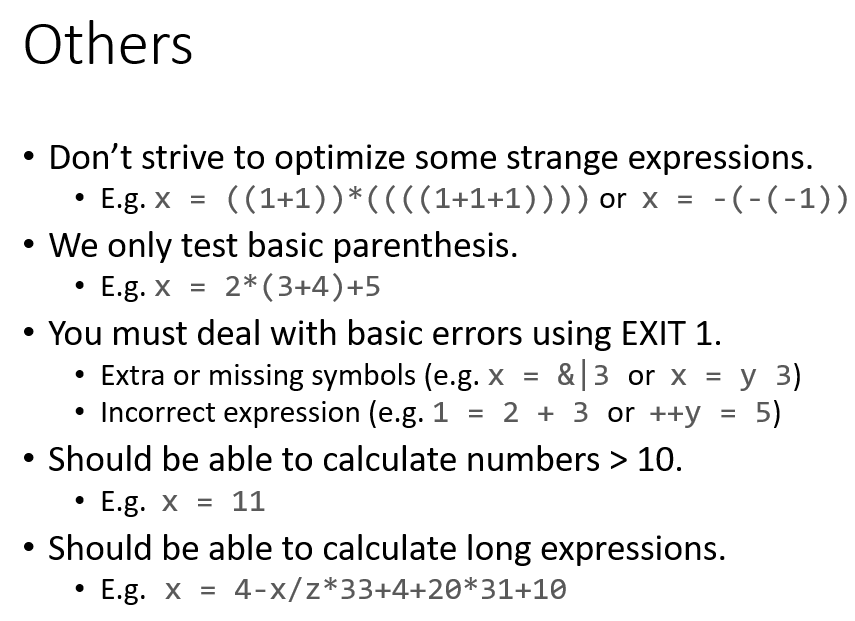 Others
• Don’t strive to optimize some strange expressions.
• E.g. x = ((1+1))*((((1+1+1)))) or x = -(-(-1))
• We only test basic parenthesis.
• E.g. x = 2*(3+4)+5
• You must deal with basic errors using EXIT 1.
• Extra or missing symbols (e.g. x = &|3 or x = y 3)
• Incorrect expression (e.g. 1 = 2 + 3 or ++y = 5)
• Should be able to calculate numbers > 10.
• E.g. x = 11
• Should be able to calculate long expressions.
• E.g. x = 4-x/z*33+4+20*31+10